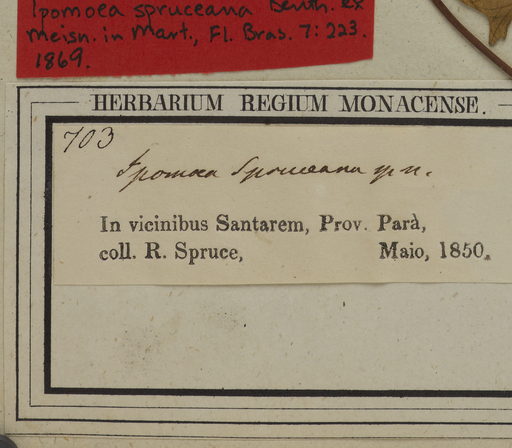 Ipomoea spruceana Benth. ex
Meisn. in Mart., Fl. Bras. 7: 223.
1869.
HERBARIUM REGIUM MONACENSE.
703
Ipomoea Spruceana sp. n.
In vicinibus Santarem, Prov. Parà,
coll. R. Spruce, Maio, 1850.